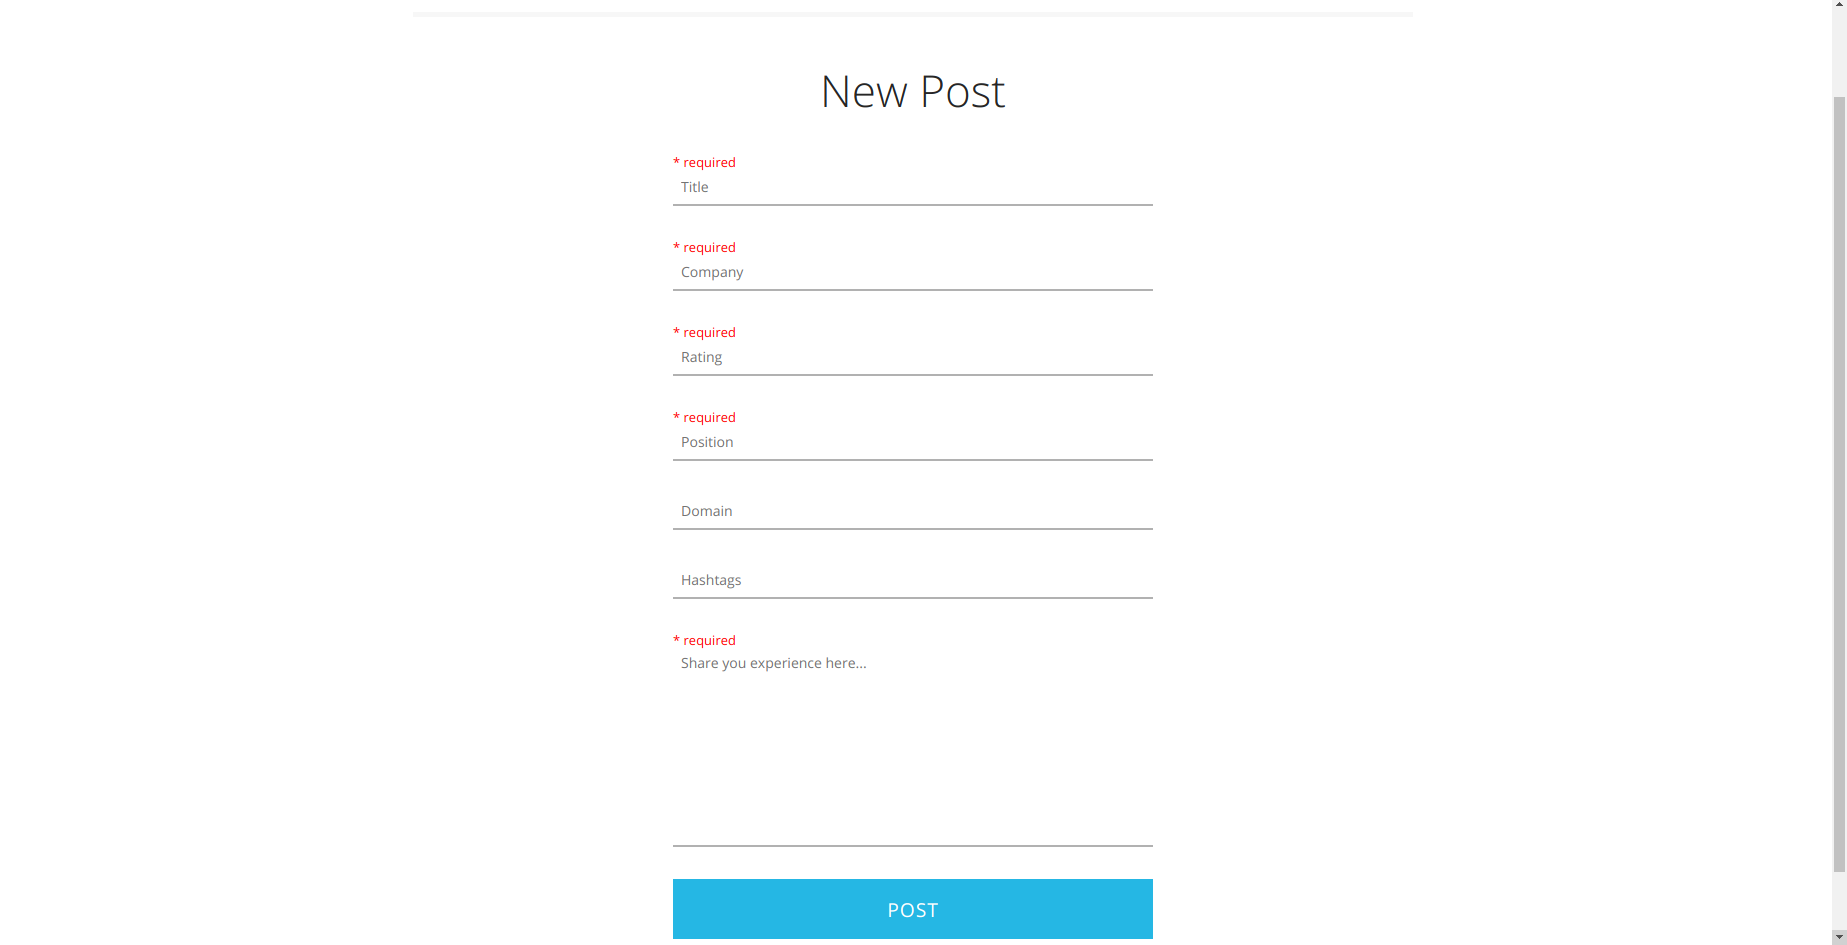 New Post
* required
Title
* required
Company
* required
Rating
* required
Position
Domain
Hashtags
* required
Share you experience here...
POST